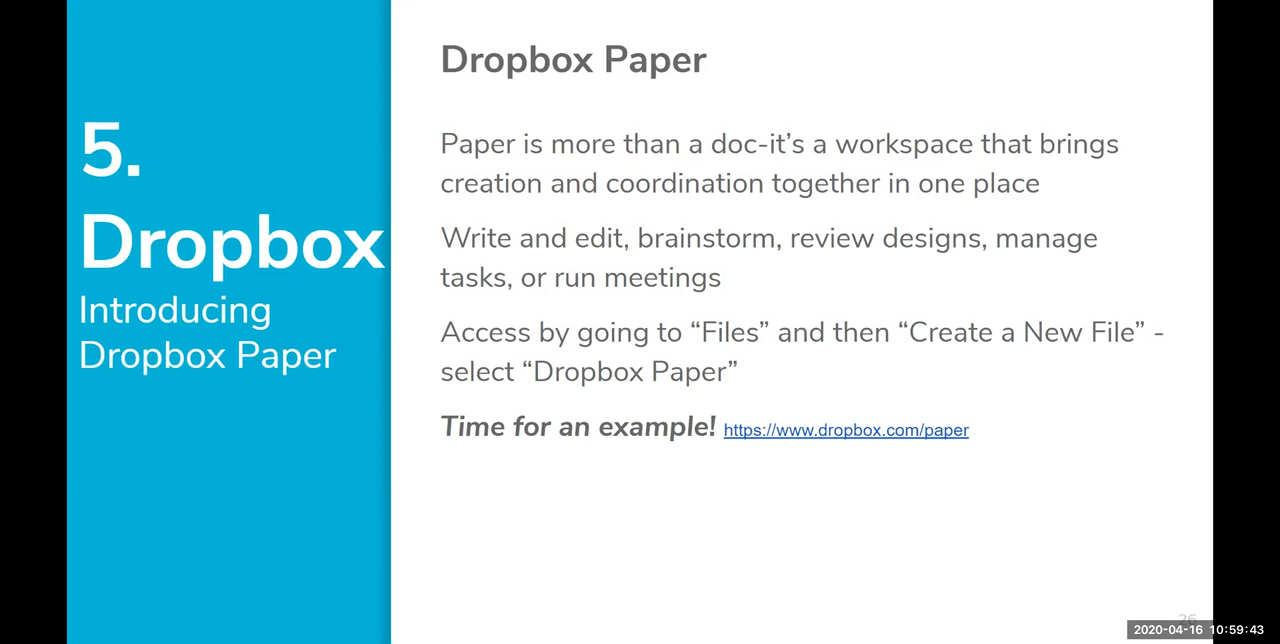 5.
Dropbox
Introducing
Dropbox Paper
Dropbox Paper
Paper is more than a doc-it’s a workspace that brings
creation and coordination together in one place
Write and edit, brainstorm, review designs, manage
tasks, or run meetings
Access by going to “Files” and then “Create a New File” -
select “Dropbox Paper”
Time for an example! https://www.dropbox.com/paper
26
2020-04-16 10:59:43